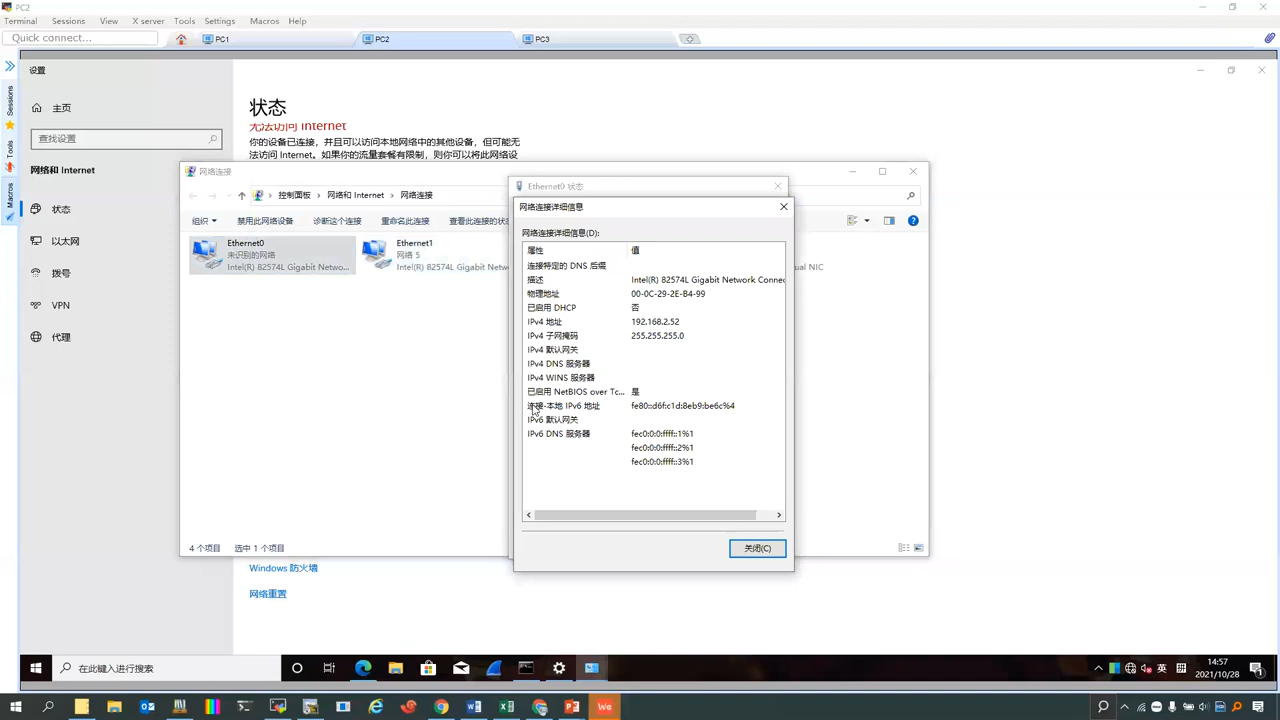 PC2
Terminal Sessions View X server Tools Settings Macros Help
Quick connect...
PC1
PC2
PC3
Sessions
Tools
Macros
设置
主页
查找设置
网络和 Internet
状态
以太网
拨号
VPN
代理
状态
无法访问 Internet
你的设备已连接，并且可以访问本地网络中的其他设备，但可能无
法访问 Internet。如果你的流量套餐有限制，则你可以将此网络设
网络连接
控制面板 › 网络和 Internet › 网络连接
组织 禁用此网络设备 诊断这个连接 重命名此连接 查看此连接的状态
Ethernet0
未识别的网络
Intel(R) 82574L Gigabit Netwo...
Ethernet1
网络 5
Intel(R) 82574L Gigabit Netwo
ual NIC
4 个项目 选中 1 个项目
Ethernet0 状态
网络连接详细信息
网络连接详细信息(D):
属性 值
连接特定的 DNS 后缀
描述 Intel(R) 82574L Gigabit Network Connec
物理地址 00-0C-29-2E-B4-99
已启用 DHCP 否
IPv4 地址 192.168.2.52
IPv4 子网掩码 255.255.255.0
IPv4 默认网关
IPv4 DNS 服务器
IPv4 WINS 服务器
已启用 NetBIOS over Tc... 是
连接-本地 IPv6 地址 fe80::d6f:c1d:8eb9:be6c%4
IPv6 默认网关
IPv6 DNS 服务器 fec0:0:0:ffff::1%1
fec0:0:0:ffff::2%1
fec0:0:0:ffff::3%1
关闭(C)
Windows 防火墙
网络重置
在此键入进行搜索
英
14:57
2021/10/28
1
We